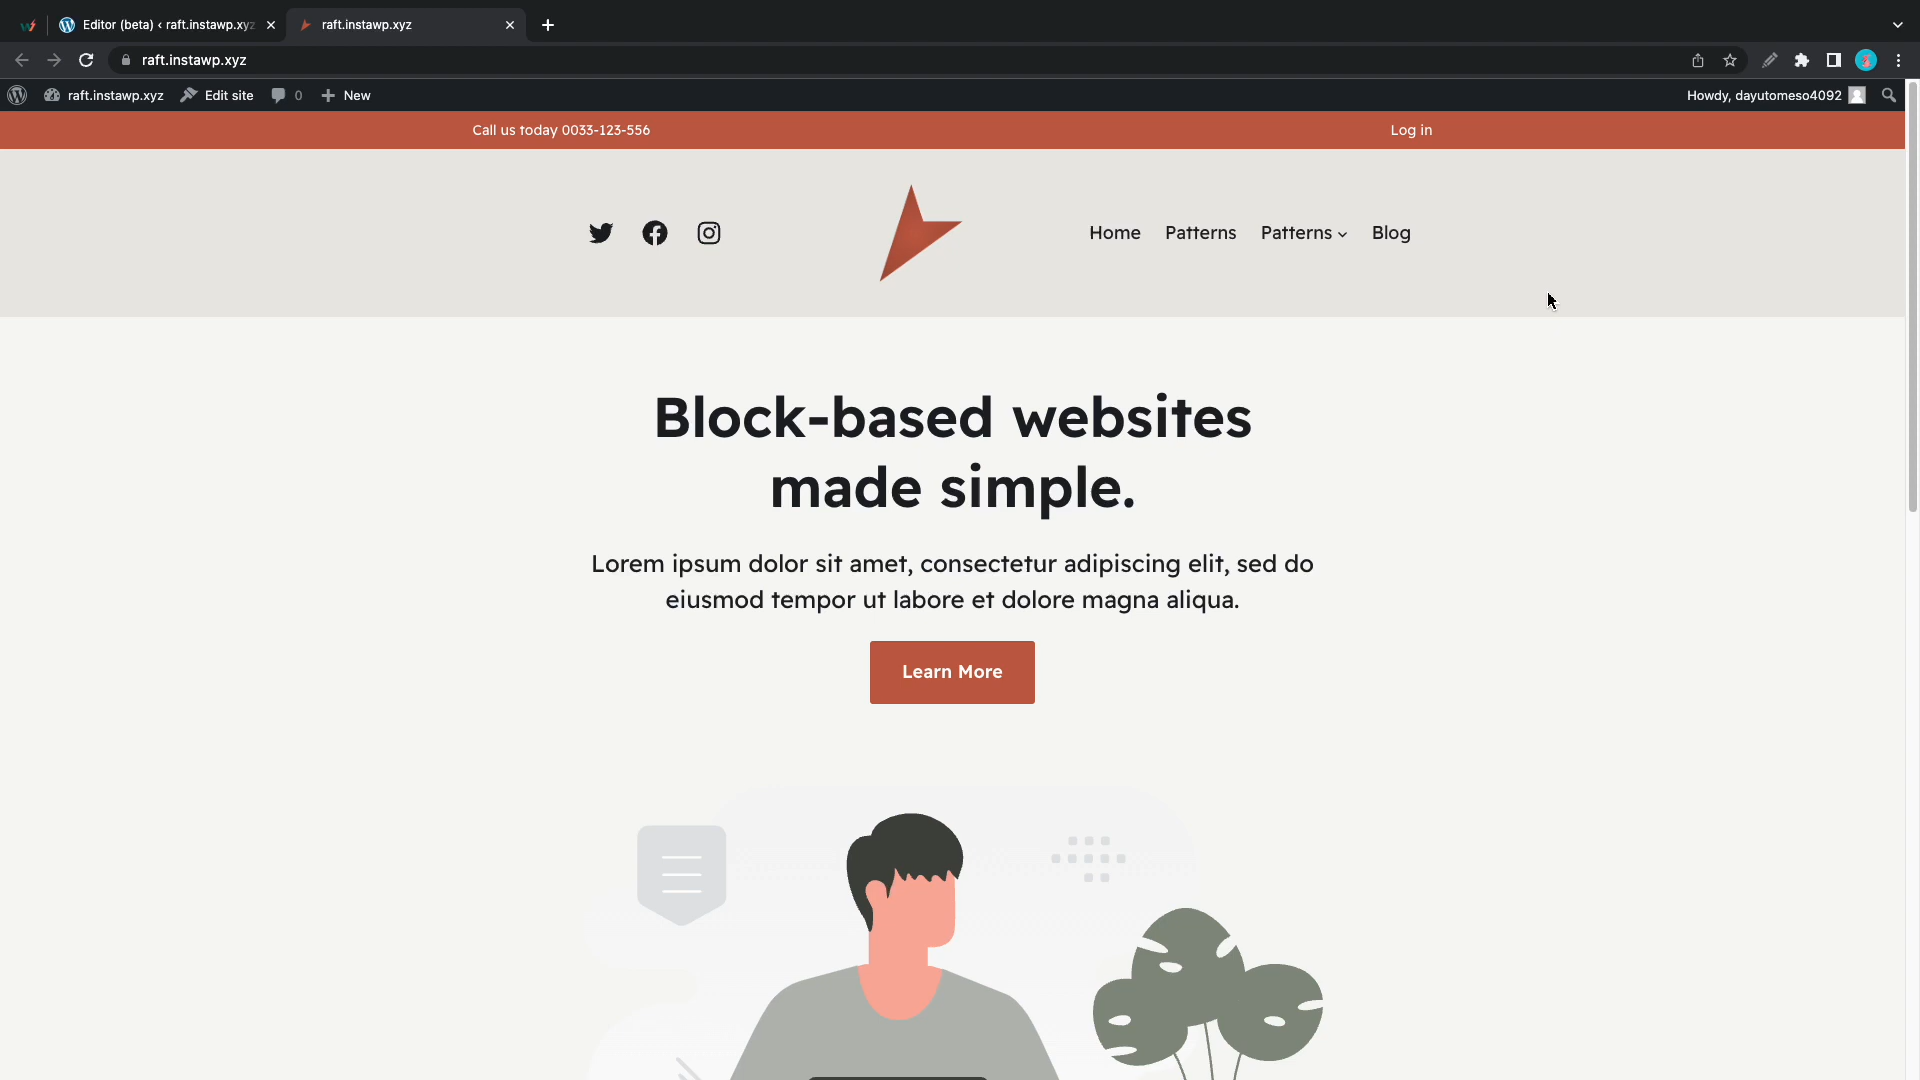 Editor (beta) ‹ raft.instawp.xyz
raft.instawp.xyz
raft.instawp.xyz
raft.instawp.xyz
Edit site
0
New
Howdy, dayutomeso4092
Call us today 0033-123-556
Log in
Home
Patterns
Patterns
Blog
Block-based websites
made simple.
Lorem ipsum dolor sit amet, consectetur adipiscing elit, sed do
eiusmod tempor ut labore et dolore magna aliqua.
Learn More